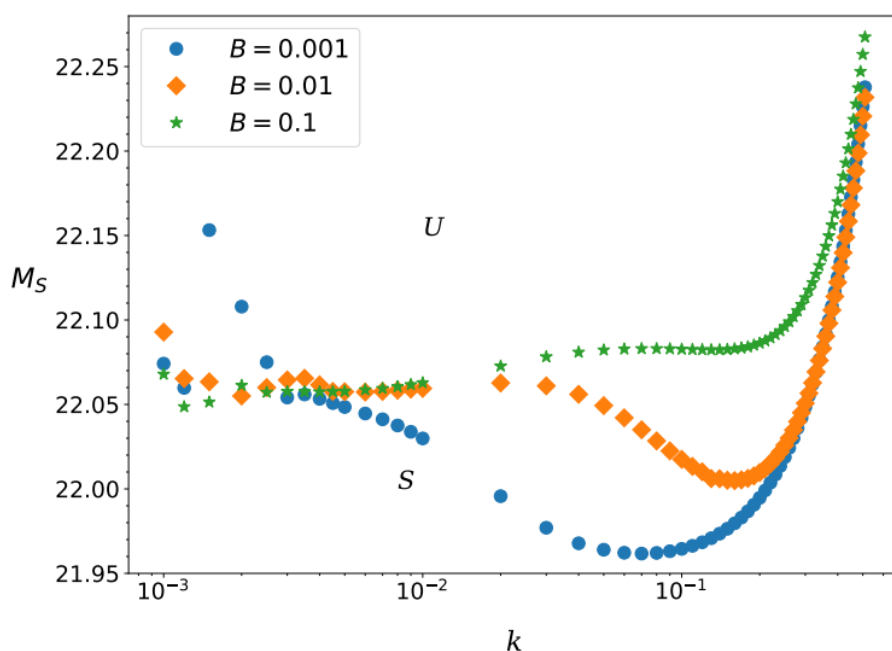 B = 0.001
B = 0.01
B = 0.1
22.25
22.20
22.15
22.10
22.05
22.00
21.95
M_S
U
S
10⁻³
10⁻²
10⁻¹
k